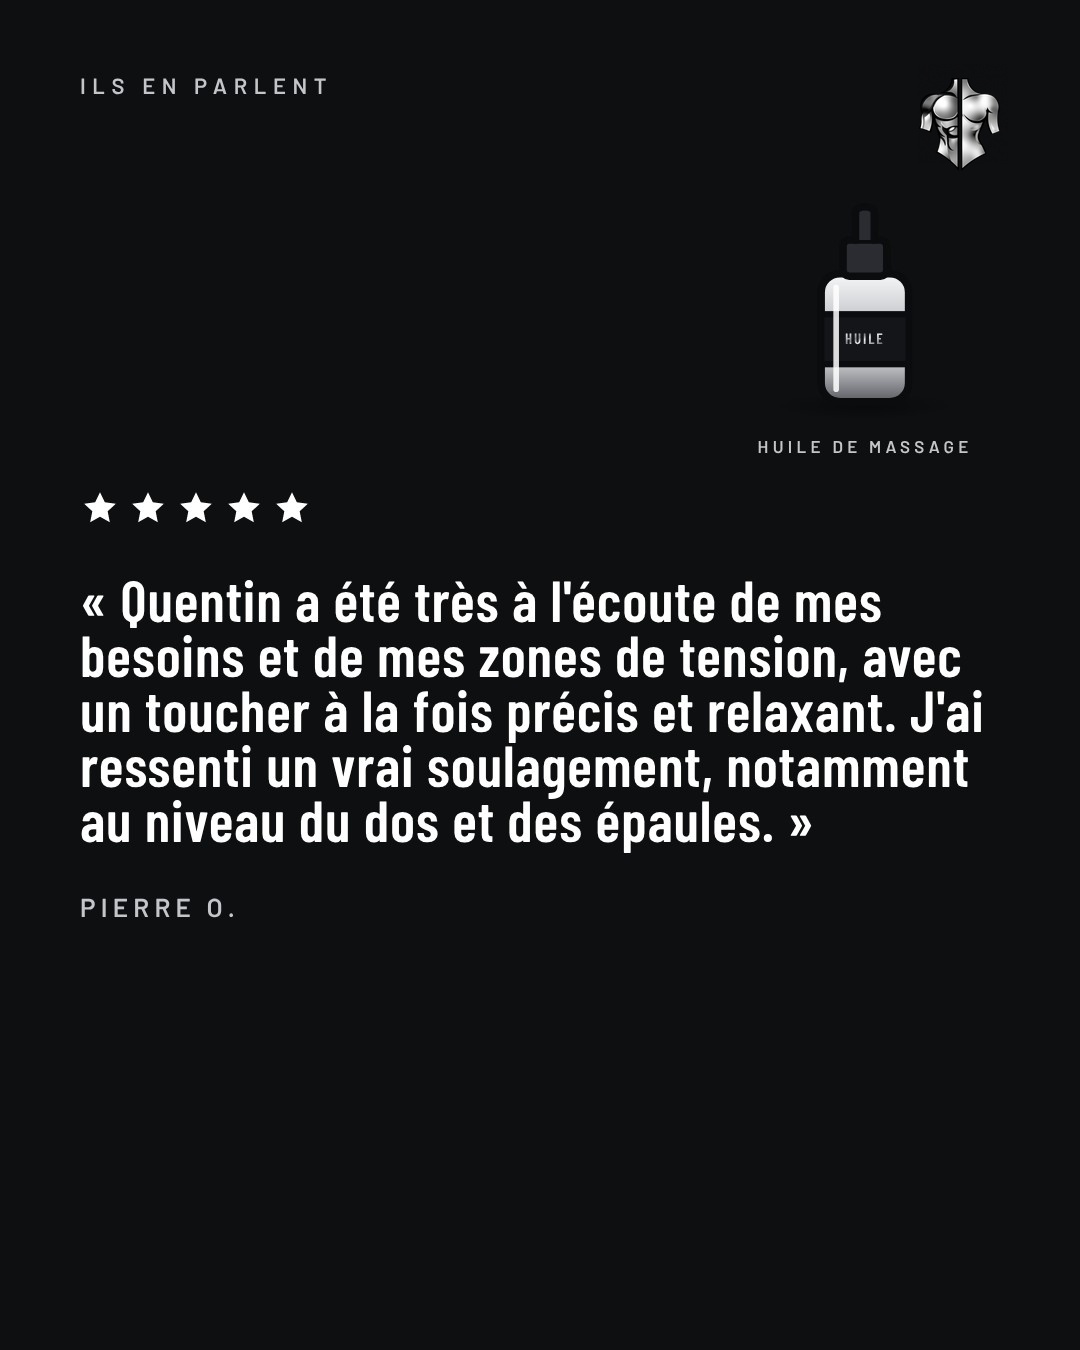 ILS EN PARLENT
HUILE
HUILE DE MASSAGE
« Quentin a été très à l'écoute de mes
besoins et de mes zones de tension, avec
un toucher à la fois précis et relaxant. J'ai
ressenti un vrai soulagement, notamment
au niveau du dos et des épaules. »
PIERRE O.